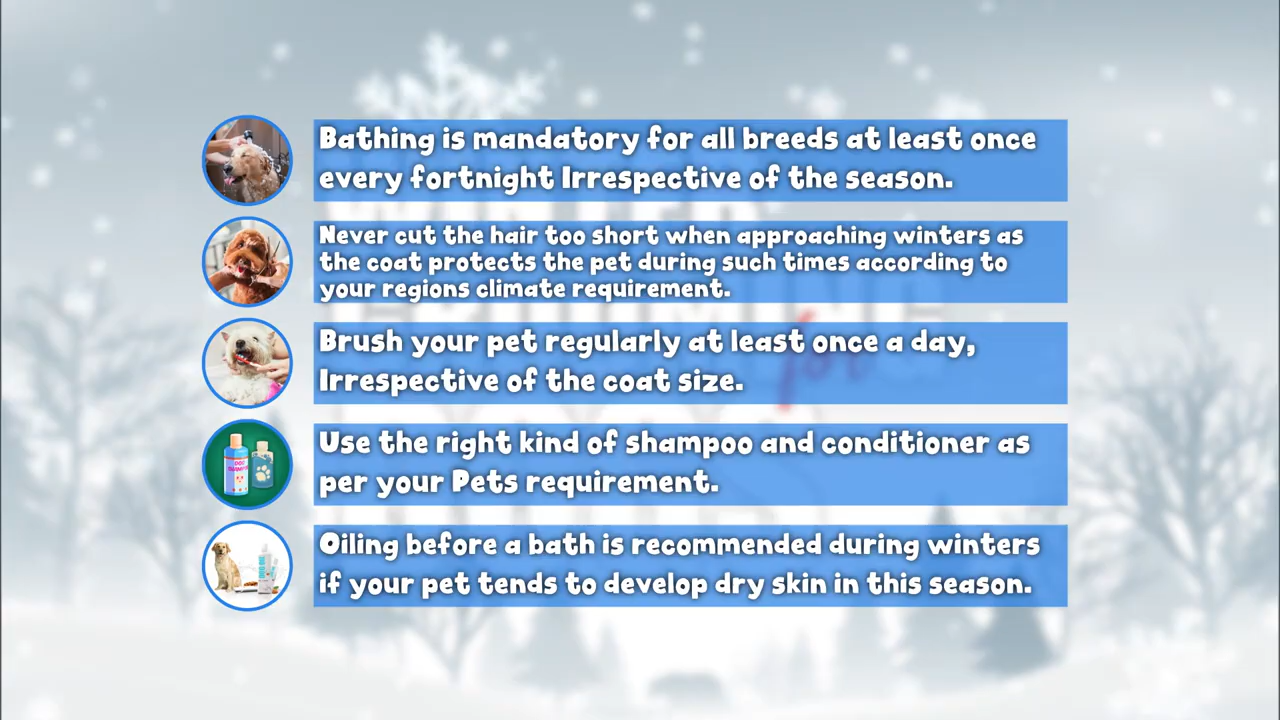 Bathing is mandatory for all breeds at least once
every fortnight Irrespective of the season.
Never cut the hair too short when approaching winters as
the coat protects the pet during such times according to
your regions climate requirement.
Brush your pet regularly at least once a day,
Irrespective of the coat size.
Use the right kind of shampoo and conditioner as
per your Pets requirement.
Oiling before a bath is recommended during winters
if your pet tends to develop dry skin in this season.